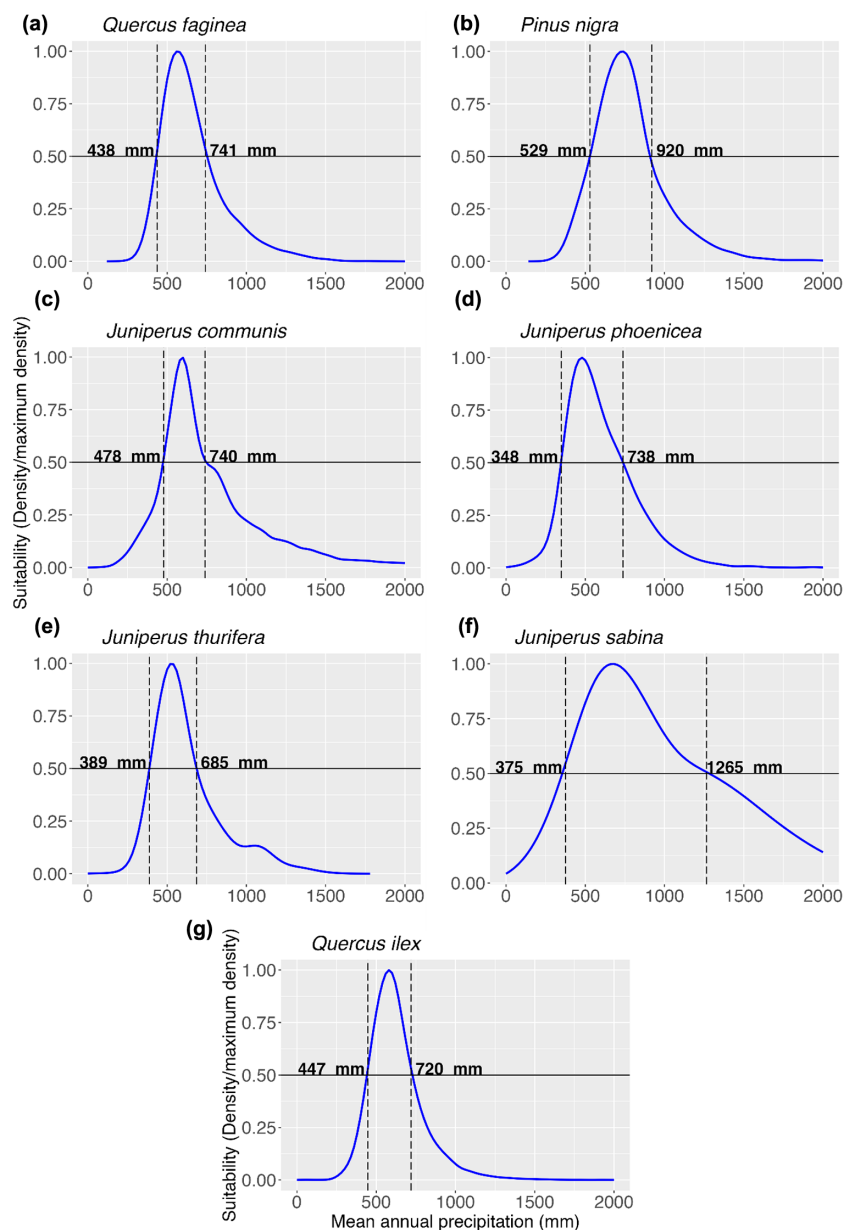 (a) Quercus faginea
1.00
0.75
0.50
0.25
0.00
438 mm
741 mm
0 500 1000 1500 2000
(b) Pinus nigra
1.00
0.75
0.50
0.25
0.00
529 mm
920 mm
0 500 1000 1500 2000
Suitability (Density/maximum density)
(c) Juniperus communis
1.00
0.75
0.50
0.25
0.00
478 mm
740 mm
0 500 1000 1500 2000
(d) Juniperus phoenicea
1.00
0.75
0.50
0.25
0.00
348 mm
738 mm
0 500 1000 1500 2000
(e) Juniperus thurifera
1.00
0.75
0.50
0.25
0.00
389 mm
685 mm
0 500 1000 1500 2000
(f) Juniperus sabina
1.00
0.75
0.50
0.25
0.00
375 mm
1265 mm
0 500 1000 1500 2000
(g) Quercus ilex
Suitability (Density/maximum density)
1.00
0.75
0.50
0.25
0.00
447 mm
720 mm
0 500 1000 1500 2000
Mean annual precipitation (mm)